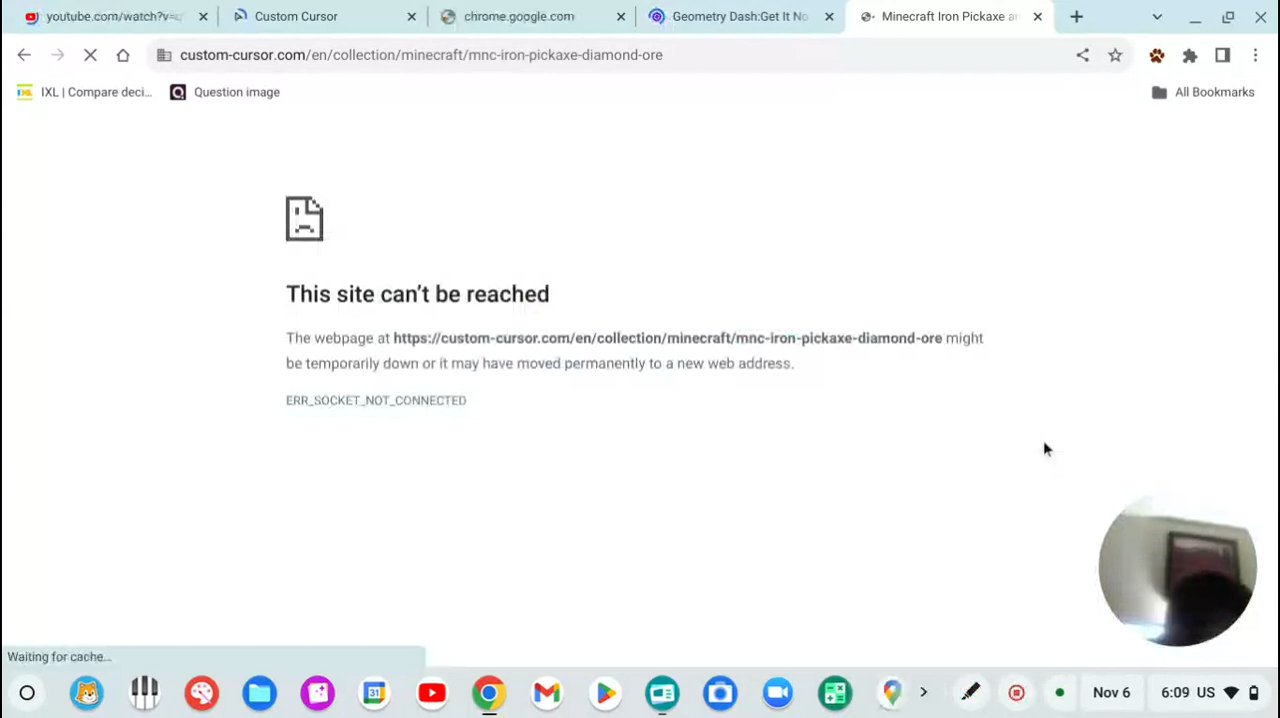 youtube.com/watch?v=
Custom Cursor
chrome.google.com
Geometry Dash:Get It No
Minecraft Iron Pickaxe a
custom-cursor.com/en/collection/minecraft/mnc-iron-pickaxe-diamond-ore
IXL | Compare deci...
Question image
All Bookmarks
This site can't be reached
The webpage at https://custom-cursor.com/en/collection/minecraft/mnc-iron-pickaxe-diamond-ore might
be temporarily down or it may have moved permanently to a new web address.
ERR_SOCKET_NOT_CONNECTED
Waiting for cache...
31
Nov 6
6:09 US